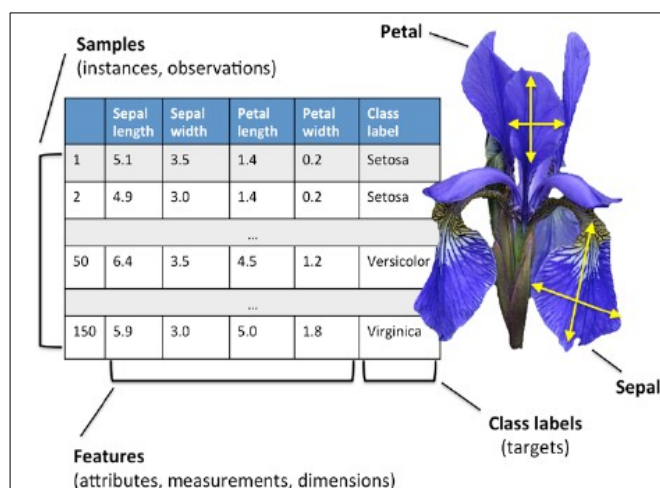 Samples
(instances, observations)
Petal
Sepal length Sepal width Petal length Petal width Class label
1 5.1 3.5 1.4 0.2 Setosa
2 4.9 3.0 1.4 0.2 Setosa
...
50 6.4 3.5 4.5 1.2 Versicolor
...
150 5.9 3.0 5.0 1.8 Virginica
Sepal
Class labels
(targets)
Features
(attributes, measurements, dimensions)